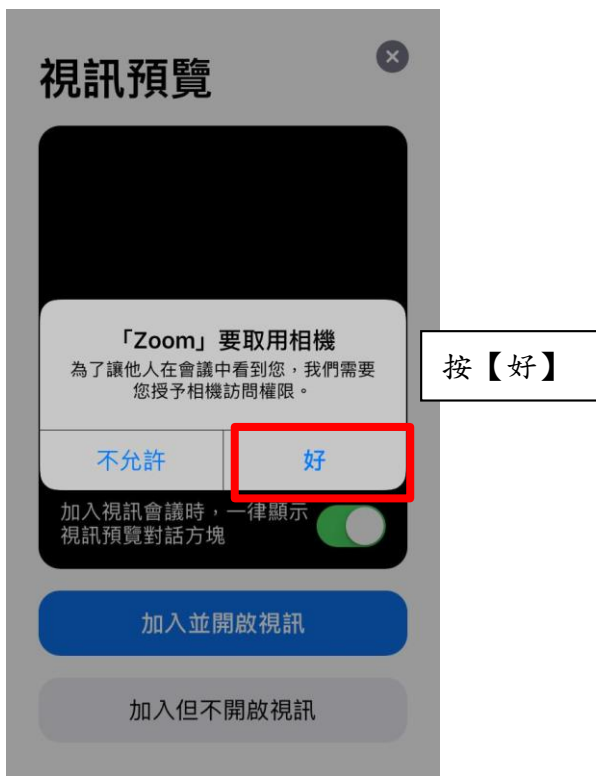 視訊預覽
「Zoom」要取用相機
為了讓他人在會議中看到您，我們需要
您授予相機訪問權限。
不允許
好
按【好】
加入視訊會議時，一律顯示
視訊預覽對話方塊
加入並開啟視訊
加入但不開啟視訊